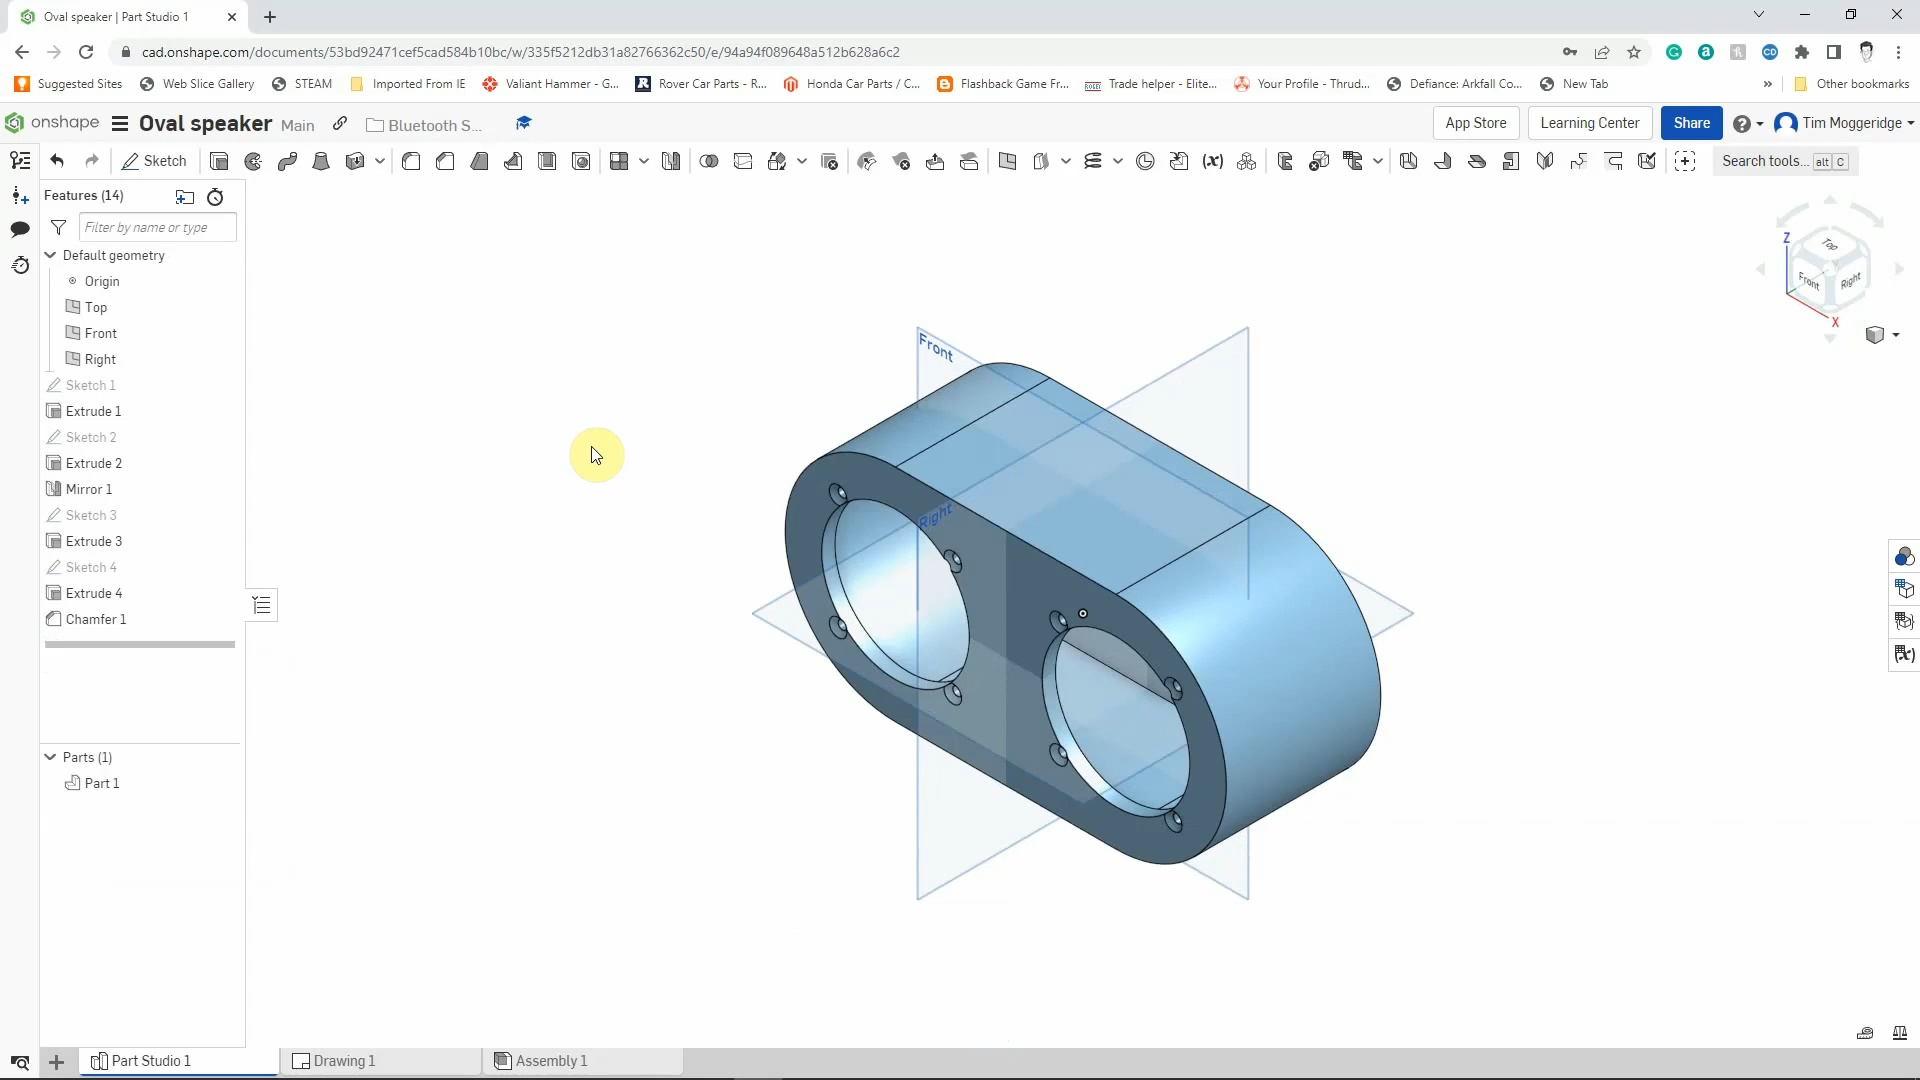 Oval speaker | Part Studio 1
cad.onshape.com/documents/53bd92471cef5cad584b10bc/w/335f5212db31a82766362c50/e/94a94f089648a512b628a6c2
Suggested Sites
Web Slice Gallery
STEAM
Imported From IE
Valiant Hammer - G...
Rover Car Parts - R...
Honda Car Parts / C...
Flashback Game Fr...
Trade helper - Elite...
Your Profile - Thrud...
Defiance: Arkfall Co...
New Tab
»
Other bookmarks
onshape
Oval speaker
Main
Bluetooth S...
App Store
Learning Center
Share
Tim Moggeridge
Sketch
Search tools... alt C
Features (14)
Filter by name or type
Default geometry
Origin
Top
Front
Right
Sketch 1
Extrude 1
Sketch 2
Extrude 2
Mirror 1
Sketch 3
Extrude 3
Sketch 4
Extrude 4
Chamfer 1
Parts (1)
Part 1
Front
Right
Z
Top
Front
Right
X
Part Studio 1
Drawing 1
Assembly 1